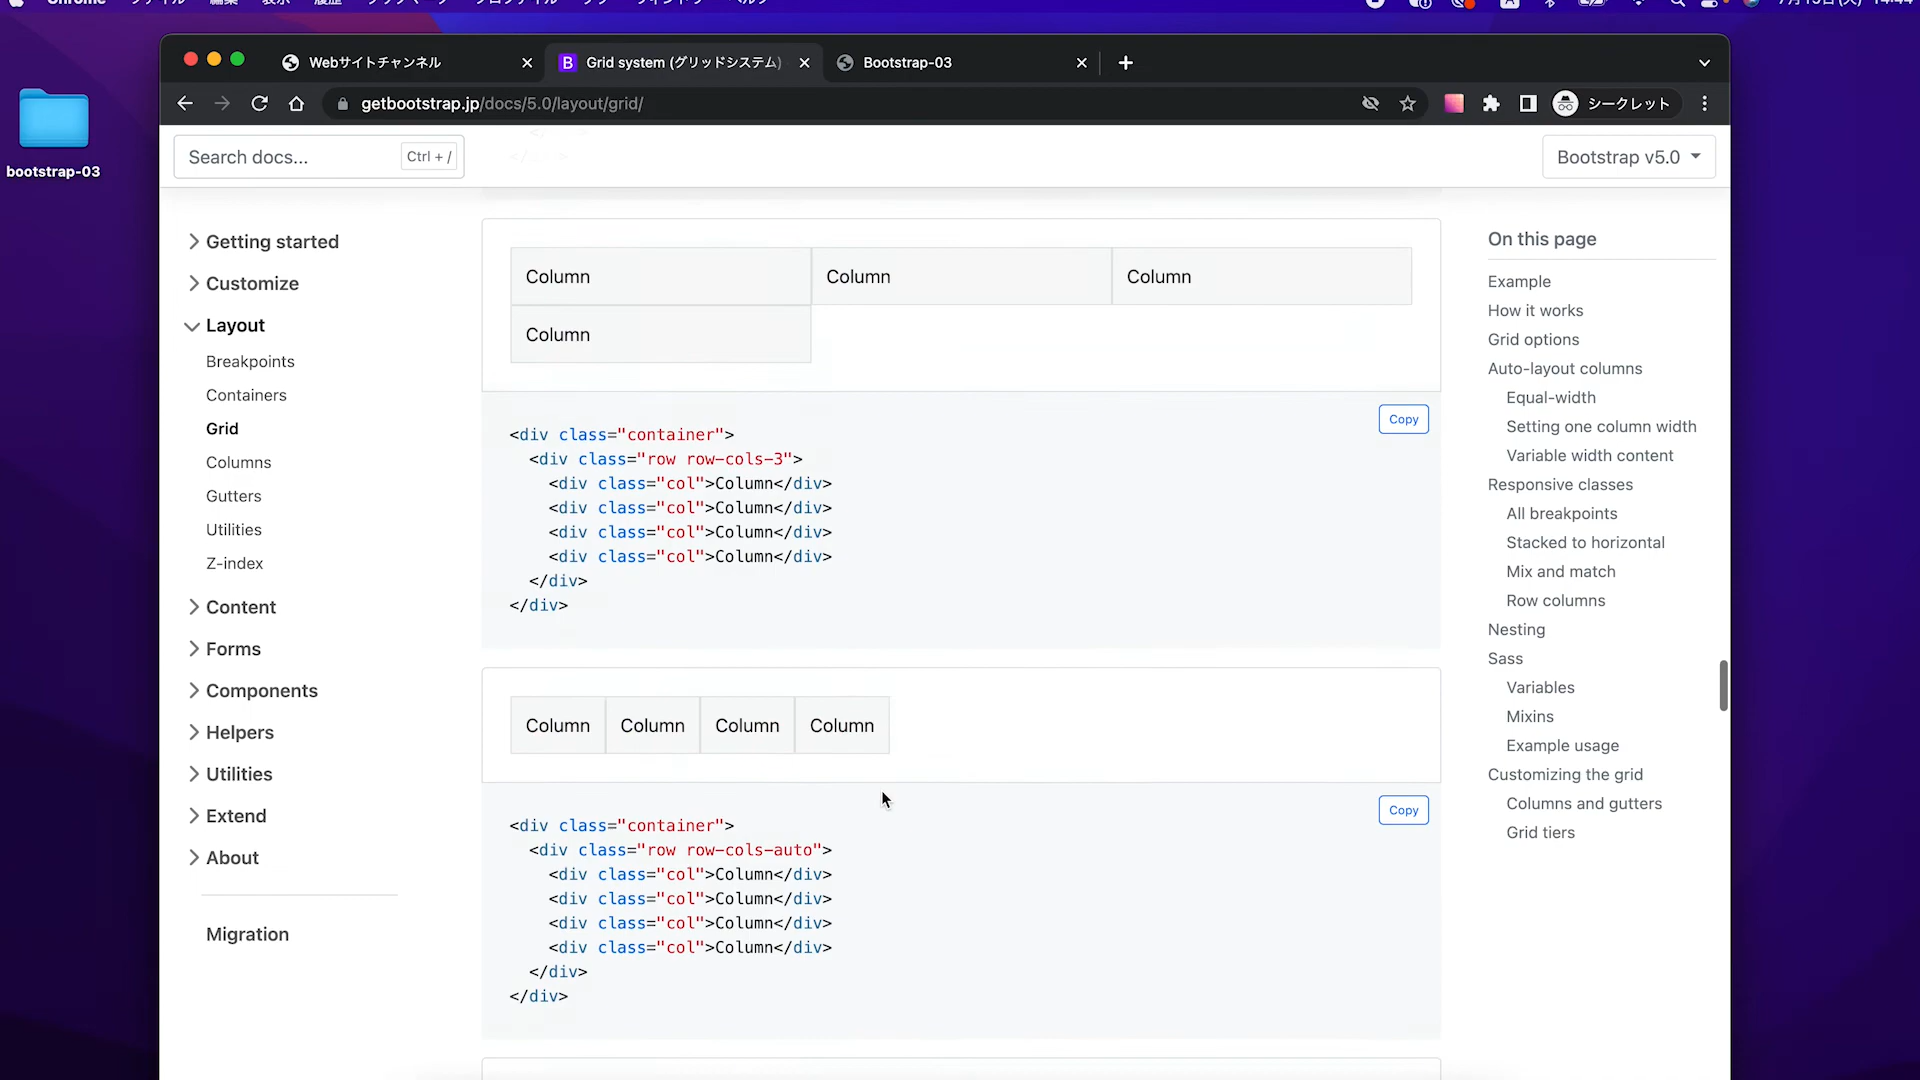 Chrome
Webサイトチャンネル
Grid system (グリッドシステム)
Bootstrap-03
getbootstrap.jp/docs/5.0/layout/grid/
シークレット
bootstrap-03
Search docs...
Ctrl + /
Bootstrap v5.0
Getting started
Customize
Layout
Breakpoints
Containers
Grid
Columns
Gutters
Utilities
Z-index
Content
Forms
Components
Helpers
Utilities
Extend
About
Migration
Column
Column
Column
Column
Copy
<div class="container">
<div class="row row-cols-3">
<div class="col">Column</div>
<div class="col">Column</div>
<div class="col">Column</div>
<div class="col">Column</div>
</div>
</div>
Column
Column
Column
Column
Copy
<div class="container">
<div class="row row-cols-auto">
<div class="col">Column</div>
<div class="col">Column</div>
<div class="col">Column</div>
<div class="col">Column</div>
</div>
</div>
On this page
Example
How it works
Grid options
Auto-layout columns
Equal-width
Setting one column width
Variable width content
Responsive classes
All breakpoints
Stacked to horizontal
Mix and match
Row columns
Nesting
Sass
Variables
Mixins
Example usage
Customizing the grid
Columns and gutters
Grid tiers